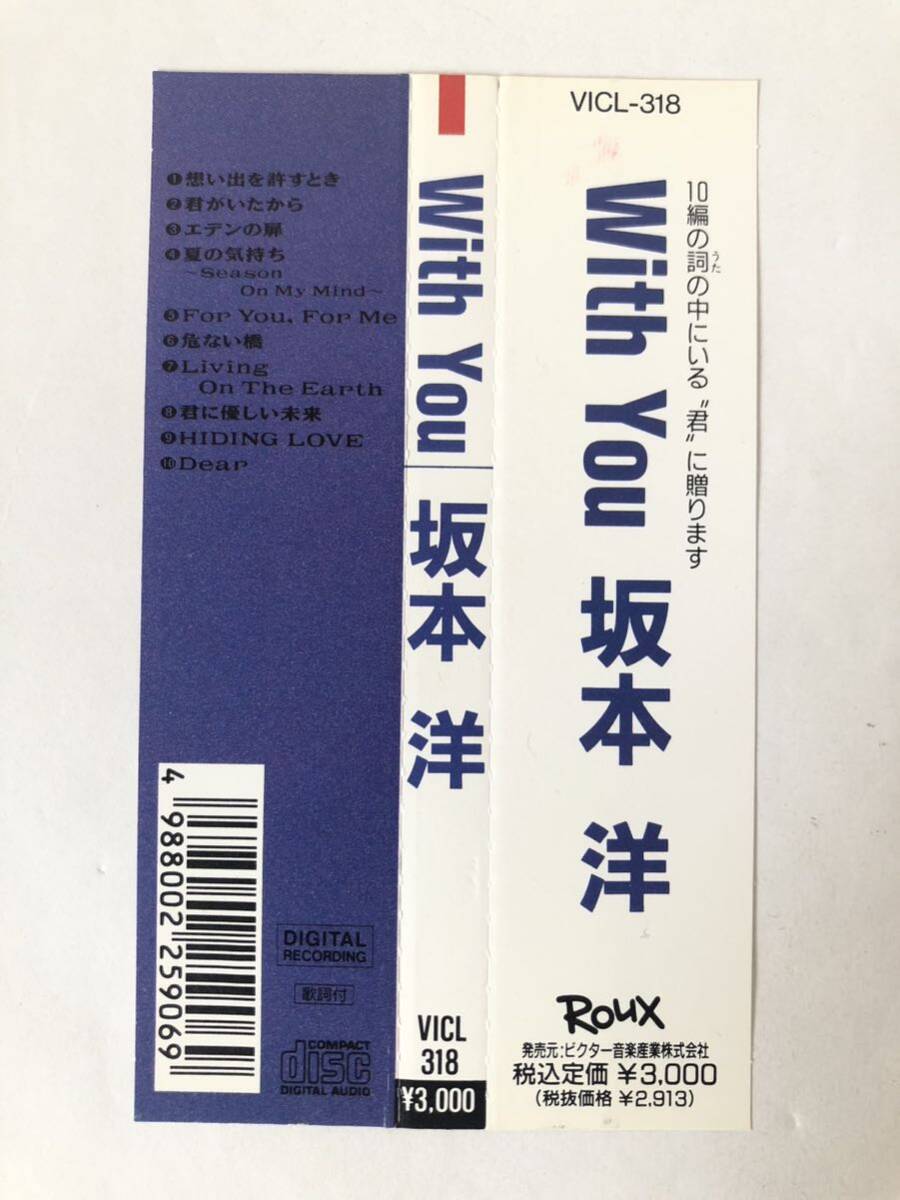 ❶想い出を許すとき
❷君がいたから
❸エデンの扉
❹夏の気持ち
～Season
On My Mind～
❺For You, For Me
❻危ない橋
❼Living
On The Earth
❽君に優しい未来
❾HIDING LOVE
❿Dear
4 988002 259069
DIGITAL
RECORDING
歌詞付
COMPACT
disc
DIGITAL AUDIO
With You
坂本 洋
VICL
318
¥3,000
VICL-318
10編の詞の中にいる〝君〟に贈ります
うた
With You 坂本 洋
Roux
発売元:ビクター音楽産業株式会社
税込定価 ¥3,000
(税抜価格 ¥2,913)